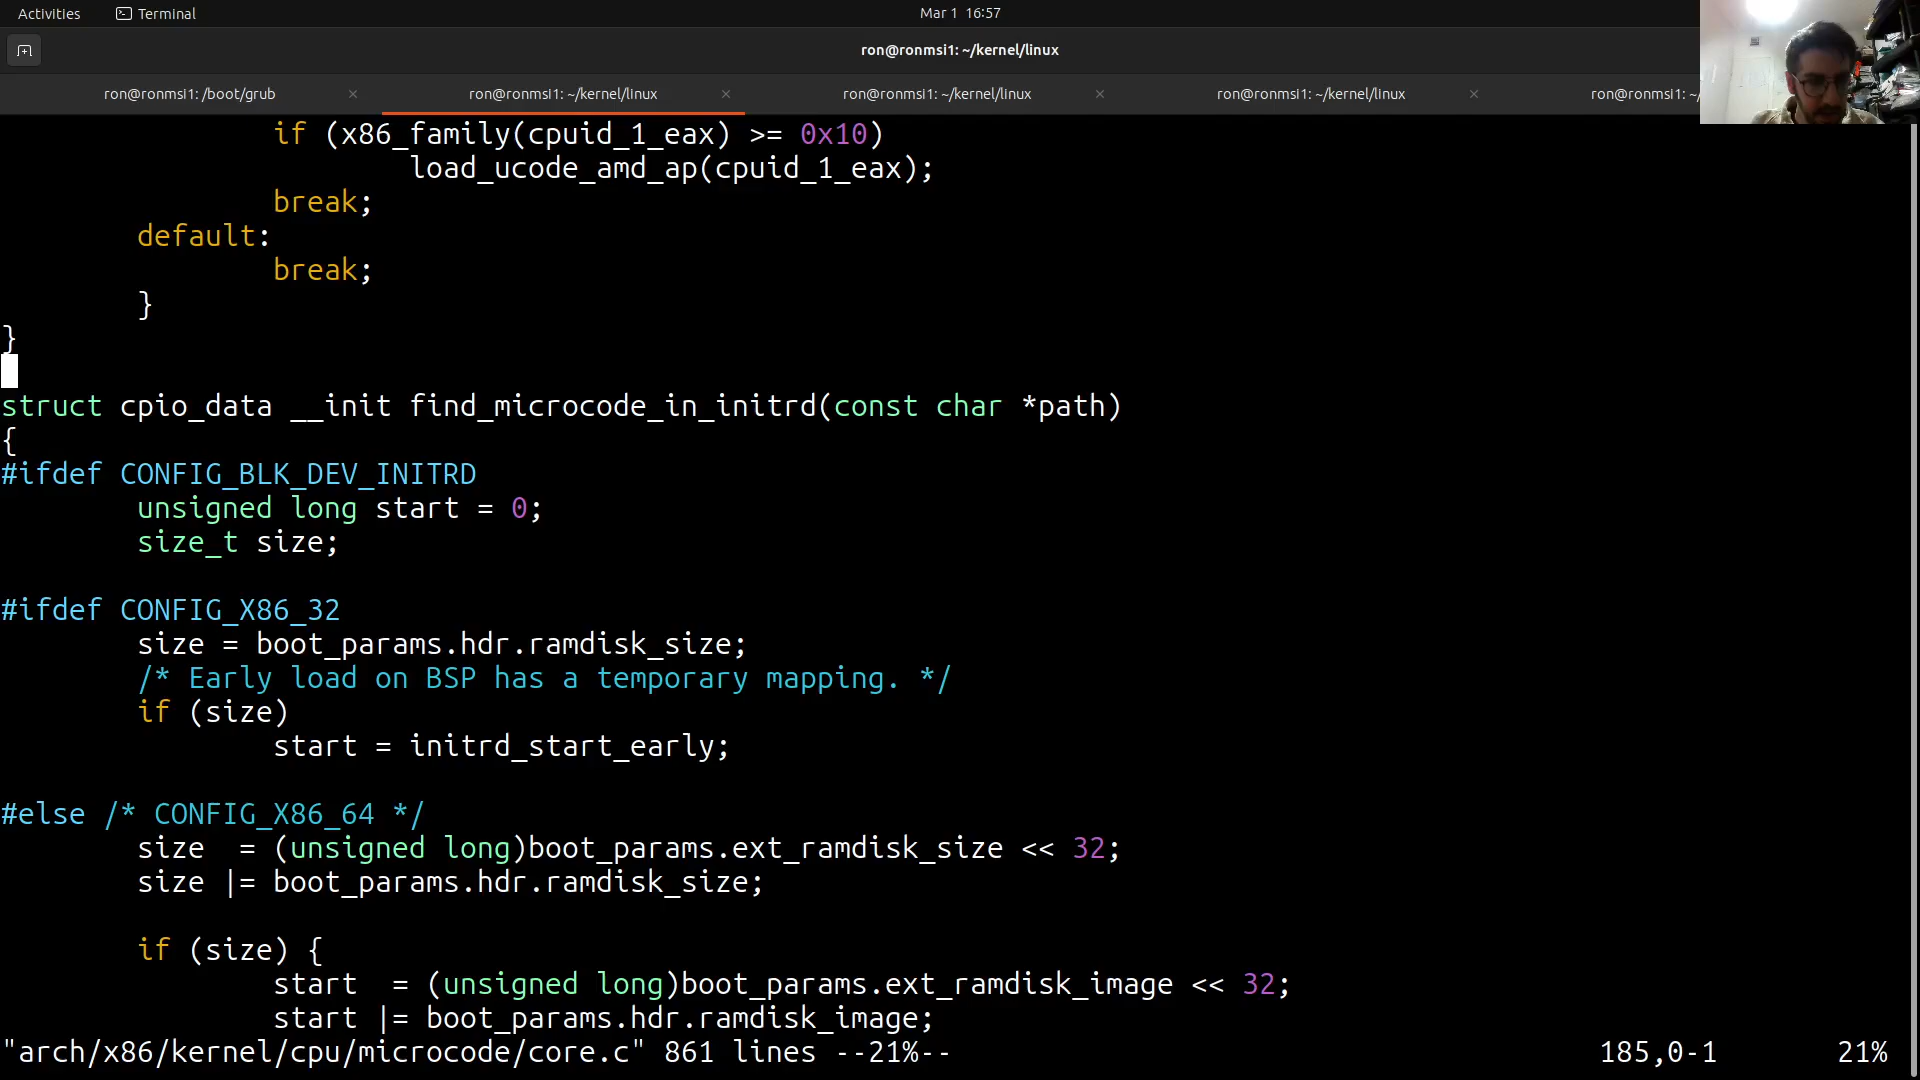 Activities Terminal Mar 1 16:57
ron@ronmsi1: ~/kernel/linux
ron@ronmsi1: /boot/grub × ron@ronmsi1: ~/kernel/linux × ron@ronmsi1: ~/kernel/linux × ron@ronmsi1: ~/kernel/linux × ron@ronmsi1: ~/
                if (x86_family(cpuid_1_eax) >= 0x10)
                        load_ucode_amd_ap(cpuid_1_eax);
                break;
        default:
                break;
        }
}
struct cpio_data __init find_microcode_in_initrd(const char *path)
{
#ifdef CONFIG_BLK_DEV_INITRD
        unsigned long start = 0;
        size_t size;
#ifdef CONFIG_X86_32
        size = boot_params.hdr.ramdisk_size;
        /* Early load on BSP has a temporary mapping. */
        if (size)
                start = initrd_start_early;
#else /* CONFIG_X86_64 */
        size  = (unsigned long)boot_params.ext_ramdisk_size << 32;
        size |= boot_params.hdr.ramdisk_size;
        if (size) {
                start  = (unsigned long)boot_params.ext_ramdisk_image << 32;
                start |= boot_params.hdr.ramdisk_image;
"arch/x86/kernel/cpu/microcode/core.c" 861 lines --21%-- 185,0-1 21%